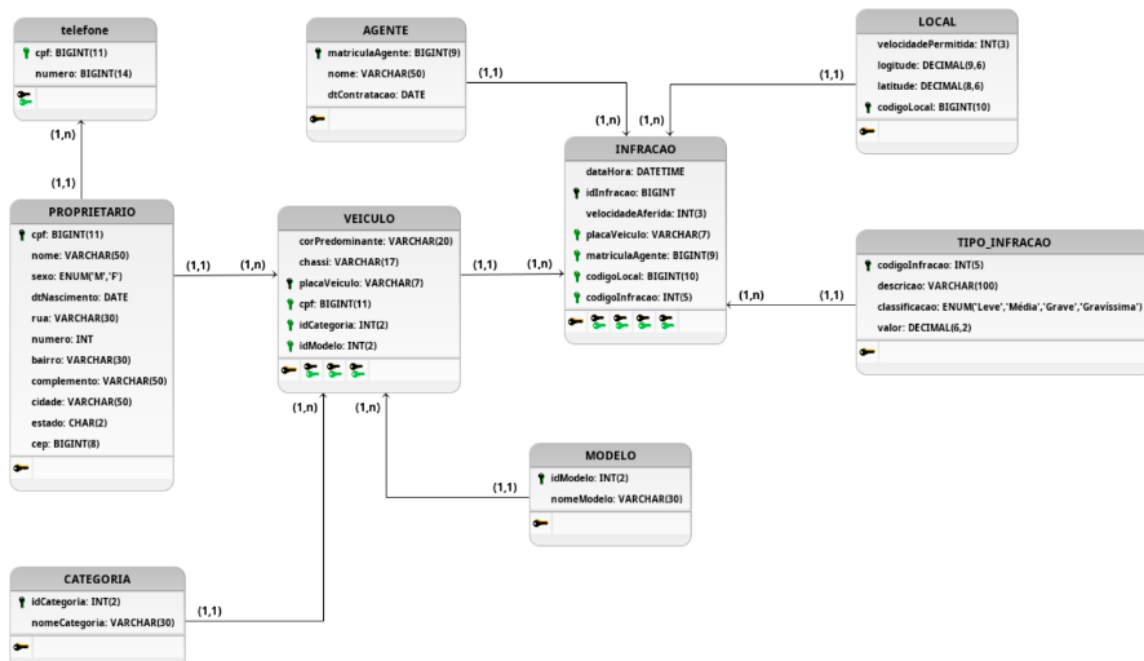 telefone
cpf: BIGINT(11)
numero: BIGINT(14)
(1,n)
(1,1)
AGENTE
matriculaAgente: BIGINT(9)
nome: VARCHAR(50)
dtContratacao: DATE
(1,1)
(1,n)
LOCAL
velocidadePermitida: INT(3)
logitude: DECIMAL(9,6)
latitude: DECIMAL(8,6)
codigoLocal: BIGINT(10)
(1,1)
(1,n)
INFRACAO
dataHora: DATETIME
idInfracao: BIGINT
velocidadeAferida: INT(3)
placaVeiculo: VARCHAR(7)
matriculaAgente: BIGINT(9)
codigoLocal: BIGINT(10)
codigoInfracao: INT(5)
PROPRIETARIO
cpf: BIGINT(11)
nome: VARCHAR(50)
sexo: ENUM('M','F')
dtNascimento: DATE
rua: VARCHAR(30)
numero: INT
bairro: VARCHAR(30)
complemento: VARCHAR(50)
cidade: VARCHAR(50)
estado: CHAR(2)
cep: BIGINT(8)
(1,1)
(1,n)
VEICULO
corPredominante: VARCHAR(20)
chassi: VARCHAR(17)
placaVeiculo: VARCHAR(7)
cpf: BIGINT(11)
idCategoria: INT(2)
idModelo: INT(2)
(1,1)
(1,n)
TIPO_INFRACAO
codigoInfracao: INT(5)
descricao: VARCHAR(100)
classificacao: ENUM('Leve','Média','Grave','Gravíssima')
valor: DECIMAL(6,2)
(1,n)
(1,1)
(1,n)
(1,n)
MODELO
idModelo: INT(2)
nomeModelo: VARCHAR(30)
(1,1)
CATEGORIA
idCategoria: INT(2)
nomeCategoria: VARCHAR(30)
(1,1)